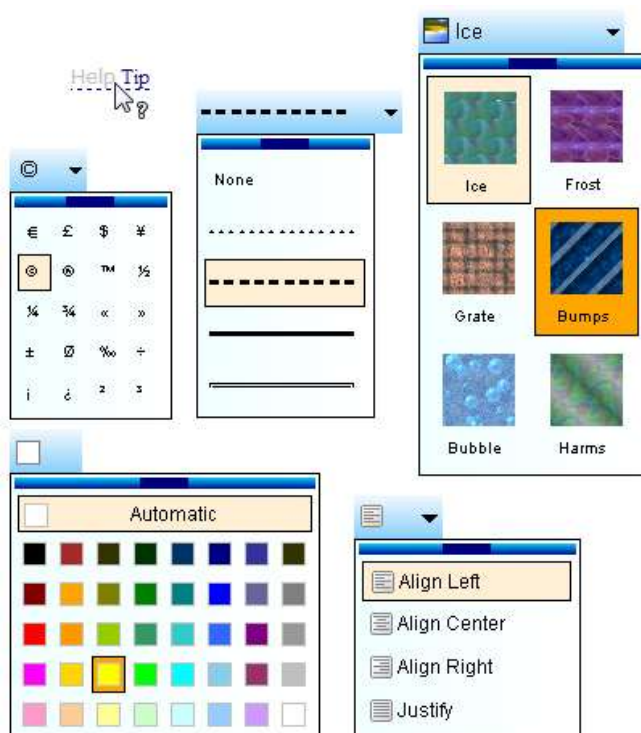 Ice
Help Tip
?
None
©
€ £ $ ¥
© ® ™ ½
¼ ¾ « »
± Ø ‰ ÷
¡ ¿ ² ³
Ice Frost
Grate Bumps
Bubble Harms
Automatic
Align Left
Align Center
Align Right
Justify